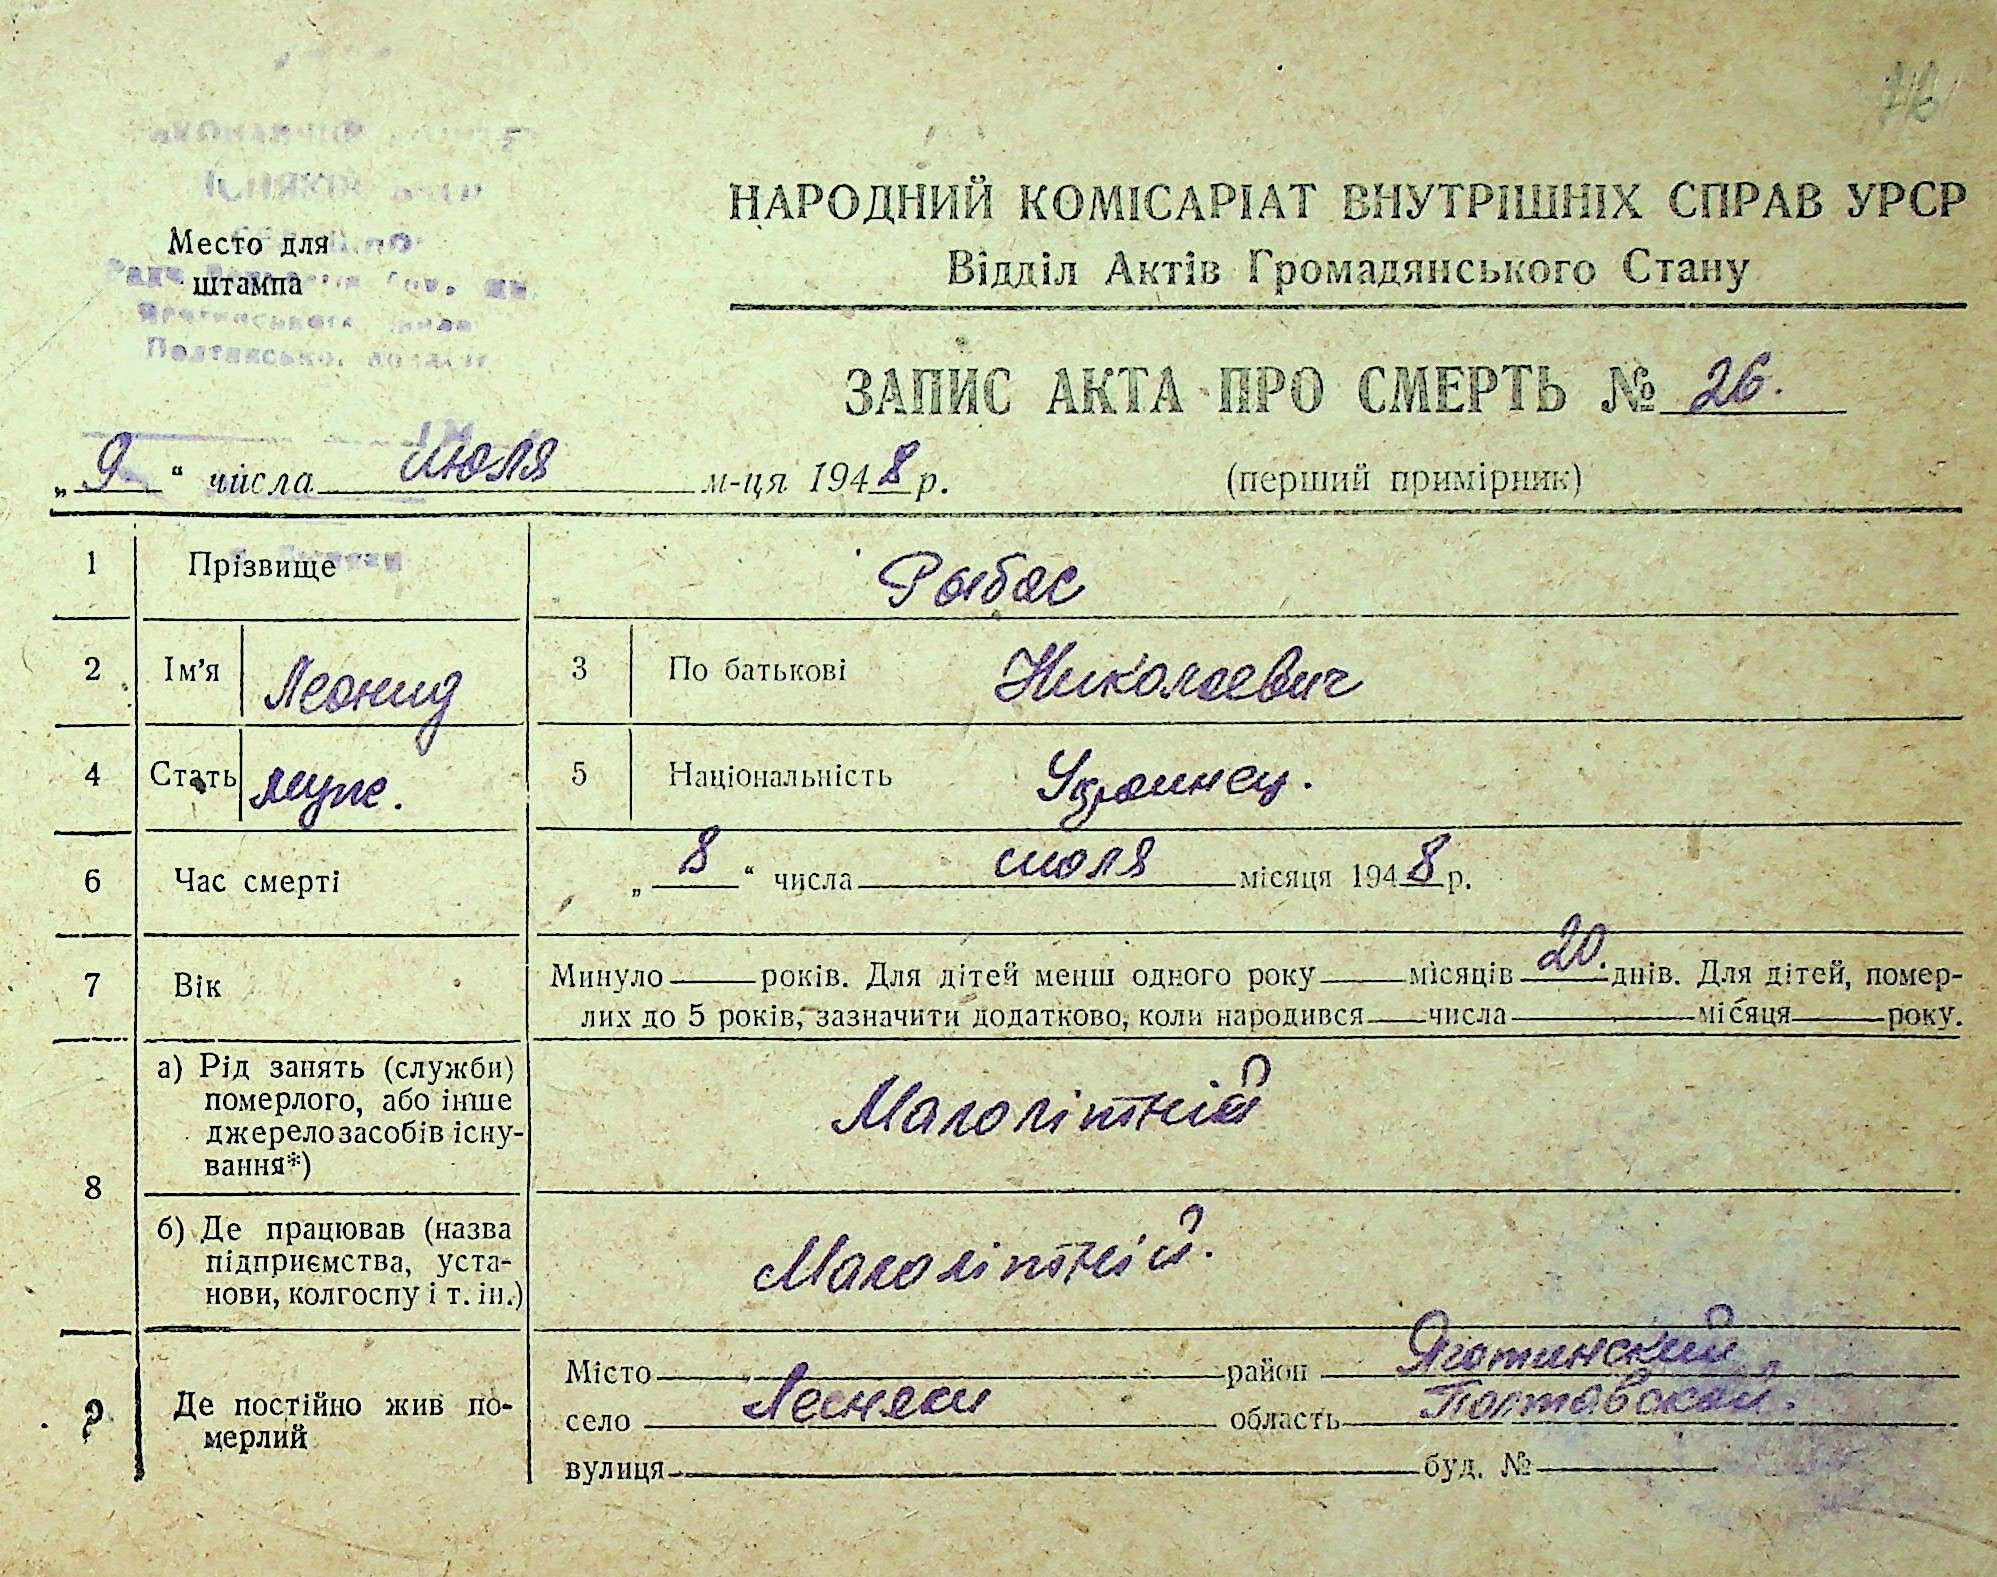 НАРОДНИЙ КОМІСАРІАТ ВНУТРІШНІХ СПРАВ УРСР
Відділ Актів Громадянського Стану
Место для
штампа
ЗАПИС АКТА ПРО СМЕРТЬ № 26.
„9“ числа июля м-ця 1948 р.
(перший примірник)
1 Прізвище Рыбас
2 Ім'я Леонид 3 По батькові Николаевич
4 Стать муж. 5 Національність Украинец.
6 Час смерті „8“ числа июля місяця 1948 р.
7 Вік Минуло року. Для дітей менш одного року місяців 20. днів. Для дітей, помер-
лих до 5 років, зазначити додатково, коли народився числа місяця року.
8 а) Рід занять (служби)
померлого, або інше
джерело засобів існу-
вання*)
Малолітній
б) Де працював (назва
підприємства, уста-
нови, колгоспу і т. ін.)
Малолітній.
9 Де постійно жив по-
мерлий
Місто район Яготинский
село Лесняки область Полтавской.
вулиця буд. №